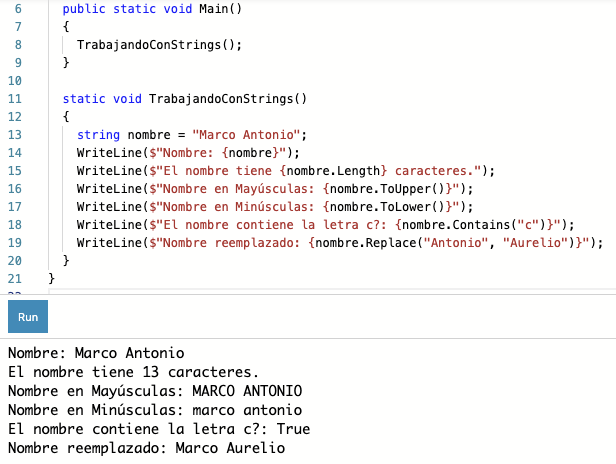 6 public static void Main()
7 {
8 TrabajandoConStrings();
9 }
10
11 static void TrabajandoConStrings()
12 {
13 string nombre = "Marco Antonio";
14 WriteLine($"Nombre: {nombre}");
15 WriteLine($"El nombre tiene {nombre.Length} caracteres.");
16 WriteLine($"Nombre en Mayúsculas: {nombre.ToUpper()}");
17 WriteLine($"Nombre en Minúsculas: {nombre.ToLower()}");
18 WriteLine($"El nombre contiene la letra c?: {nombre.Contains("c")}");
19 WriteLine($"Nombre reemplazado: {nombre.Replace("Antonio", "Aurelio")}");
20 }
21 }
Run
Nombre: Marco Antonio
El nombre tiene 13 caracteres.
Nombre en Mayúsculas: MARCO ANTONIO
Nombre en Minúsculas: marco antonio
El nombre contiene la letra c?: True
Nombre reemplazado: Marco Aurelio